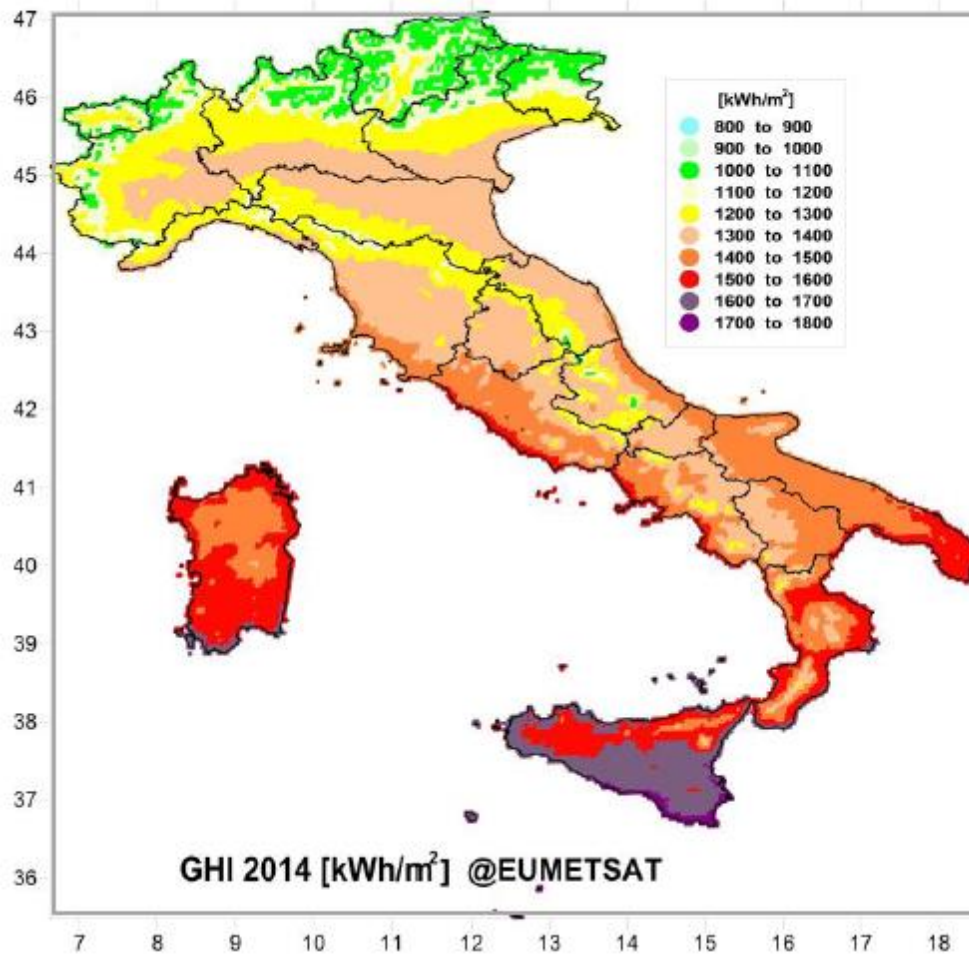 47
46
45
44
43
42
41
40
39
38
37
36
[kWh/m²]
800 to 900
900 to 1000
1000 to 1100
1100 to 1200
1200 to 1300
1300 to 1400
1400 to 1500
1500 to 1600
1600 to 1700
1700 to 1800
GHI 2014 [kWh/m²] @EUMETSAT
7 8 9 10 11 12 13 14 15 16 17 18